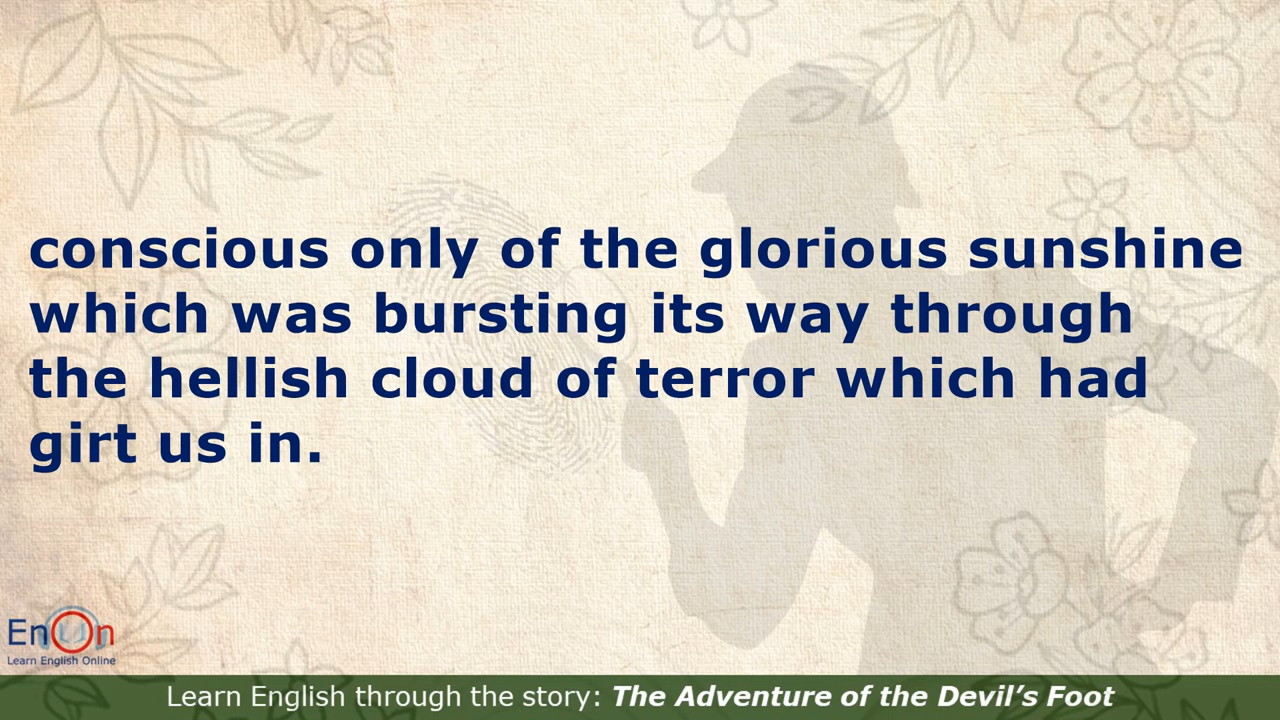 conscious only of the glorious sunshine
which was bursting its way through
the hellish cloud of terror which had
girt us in.
EnOn
Learn English Online
Learn English through the story: The Adventure of the Devil’s Foot